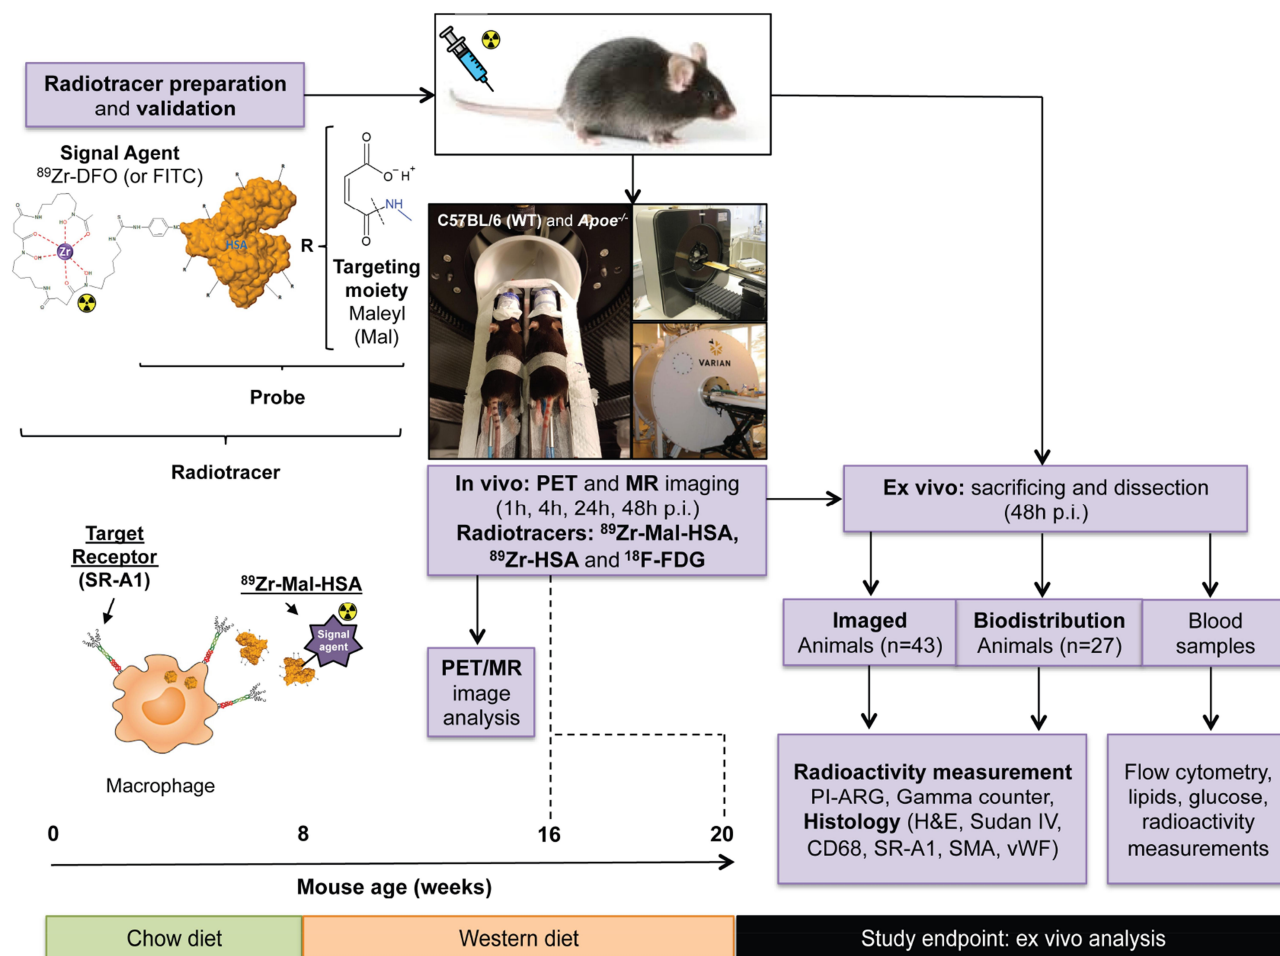 Radiotracer preparation
and validation
Signal Agent
⁸⁹Zr-DFO (or FITC)
Zr
HSA
R
O
O⁻ H⁺
HN
O
Targeting
moiety
Maleyl
(Mal)
Probe
Radiotracer
C57BL/6 (WT) and Apoe⁻/⁻
VARIAN
In vivo: PET and MR imaging
(1h, 4h, 24h, 48h p.i.)
Radiotracers: ⁸⁹Zr-Mal-HSA,
⁸⁹Zr-HSA and ¹⁸F-FDG
Ex vivo: sacrificing and dissection
(48h p.i.)
Target
Receptor
(SR-A1)
⁸⁹Zr-Mal-HSA
Signal
agent
Macrophage
PET/MR
image
analysis
Imaged
Animals (n=43)
Biodistribution
Animals (n=27)
Blood
samples
Radioactivity measurement
PI-ARG, Gamma counter,
Histology (H&E, Sudan IV,
CD68, SR-A1, SMA, vWF)
Flow cytometry,
lipids, glucose,
radioactivity
measurements
0 8 16 20
Mouse age (weeks)
Chow diet
Western diet
Study endpoint: ex vivo analysis